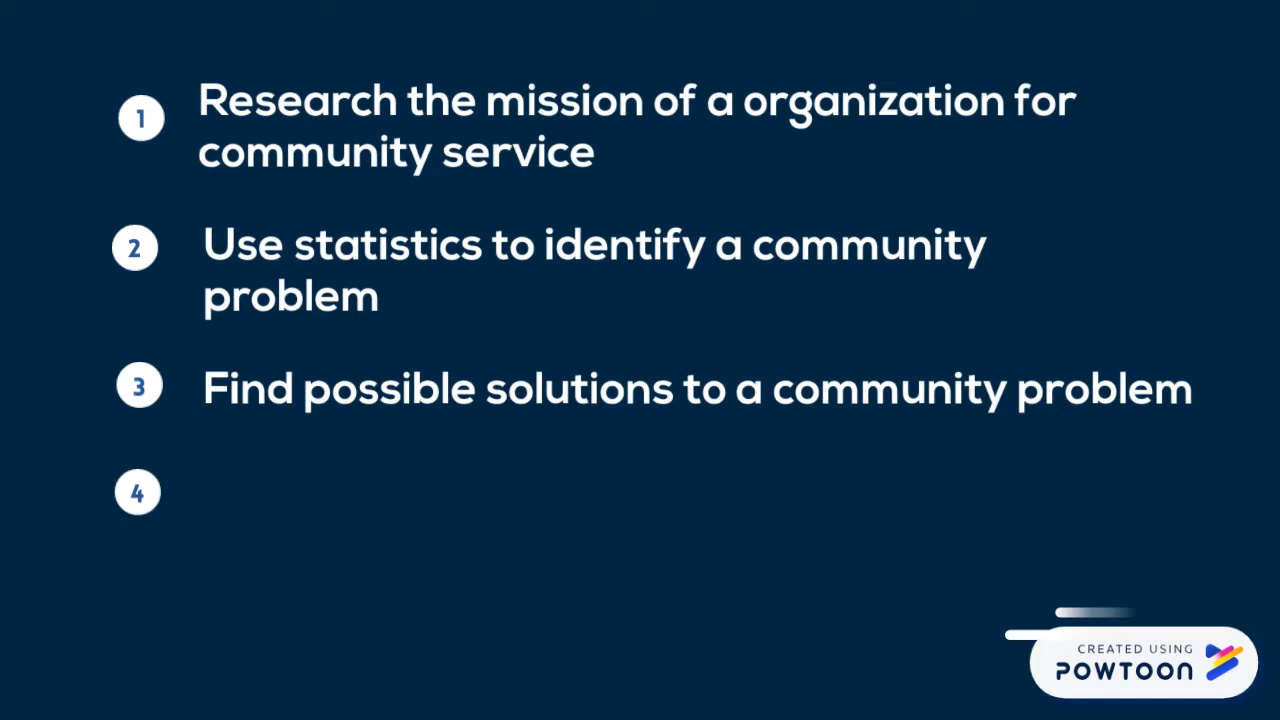 1 Research the mission of a organization for
community service
2 Use statistics to identify a community
problem
3 Find possible solutions to a community problem
4
CREATED USING
POWTOON